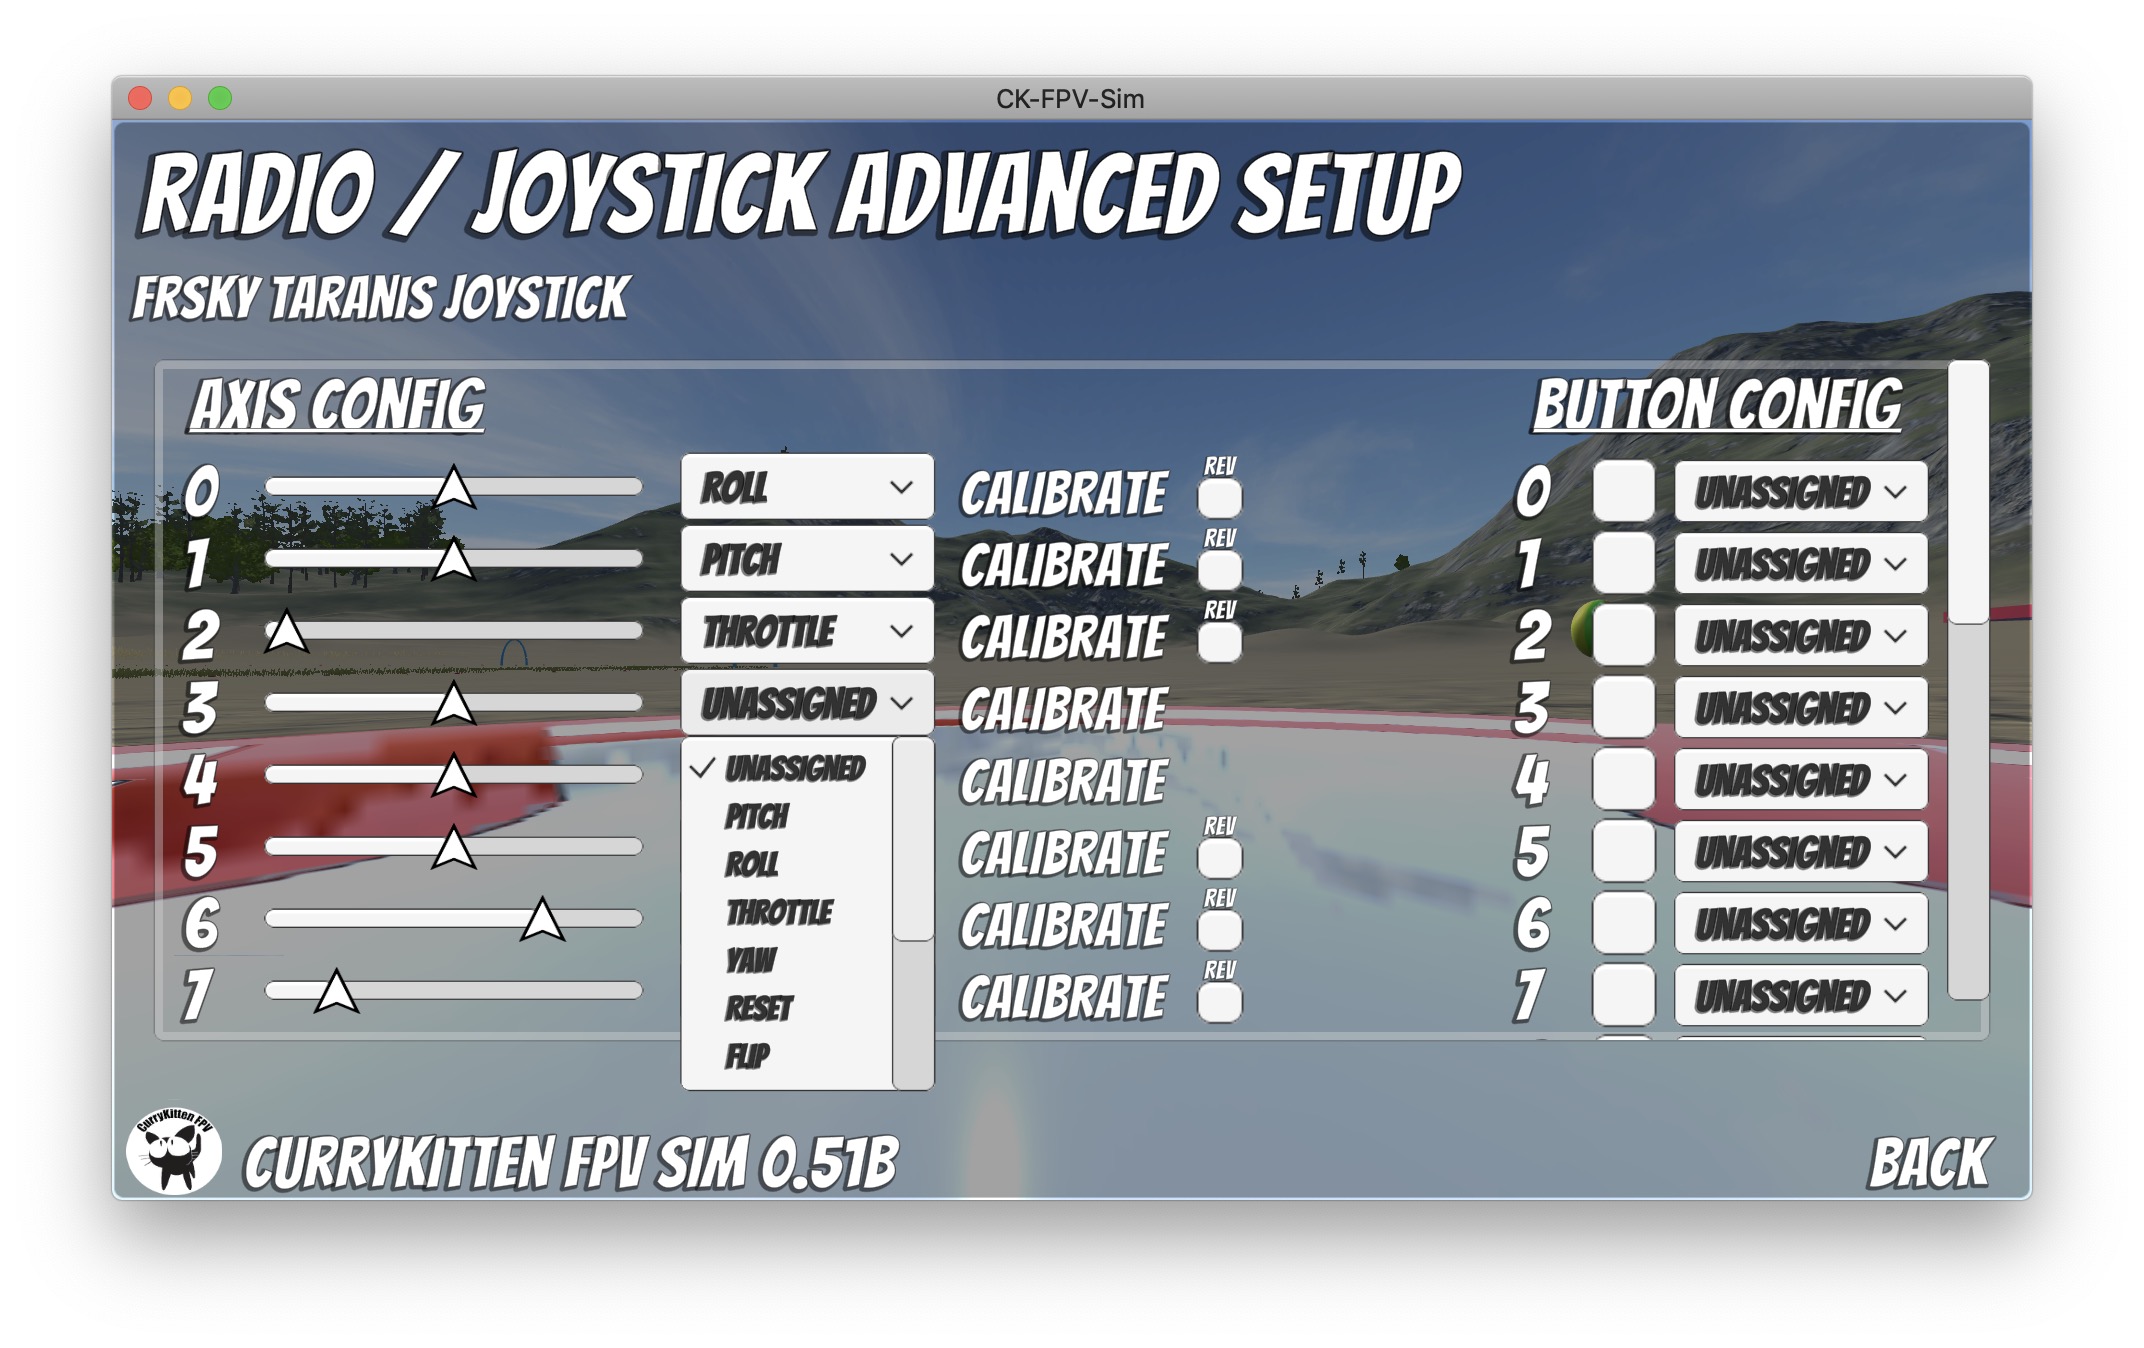 CK-FPV-Sim
RADIO / JOYSTICK ADVANCED SETUP
FRSKY TARANIS JOYSTICK
AXIS CONFIG
BUTTON CONFIG
0 ROLL CALIBRATE REV 0 UNASSIGNED
1 PITCH CALIBRATE REV 1 UNASSIGNED
2 THROTTLE CALIBRATE REV 2 UNASSIGNED
3 UNASSIGNED CALIBRATE 3 UNASSIGNED
4 CALIBRATE 4 UNASSIGNED
5 CALIBRATE REV 5 UNASSIGNED
6 CALIBRATE REV 6 UNASSIGNED
7 CALIBRATE REV 7 UNASSIGNED
UNASSIGNED
PITCH
ROLL
THROTTLE
YAW
RESET
FLIP
CurryKitten FPV
CURRYKITTEN FPV SIM 0.51B
BACK